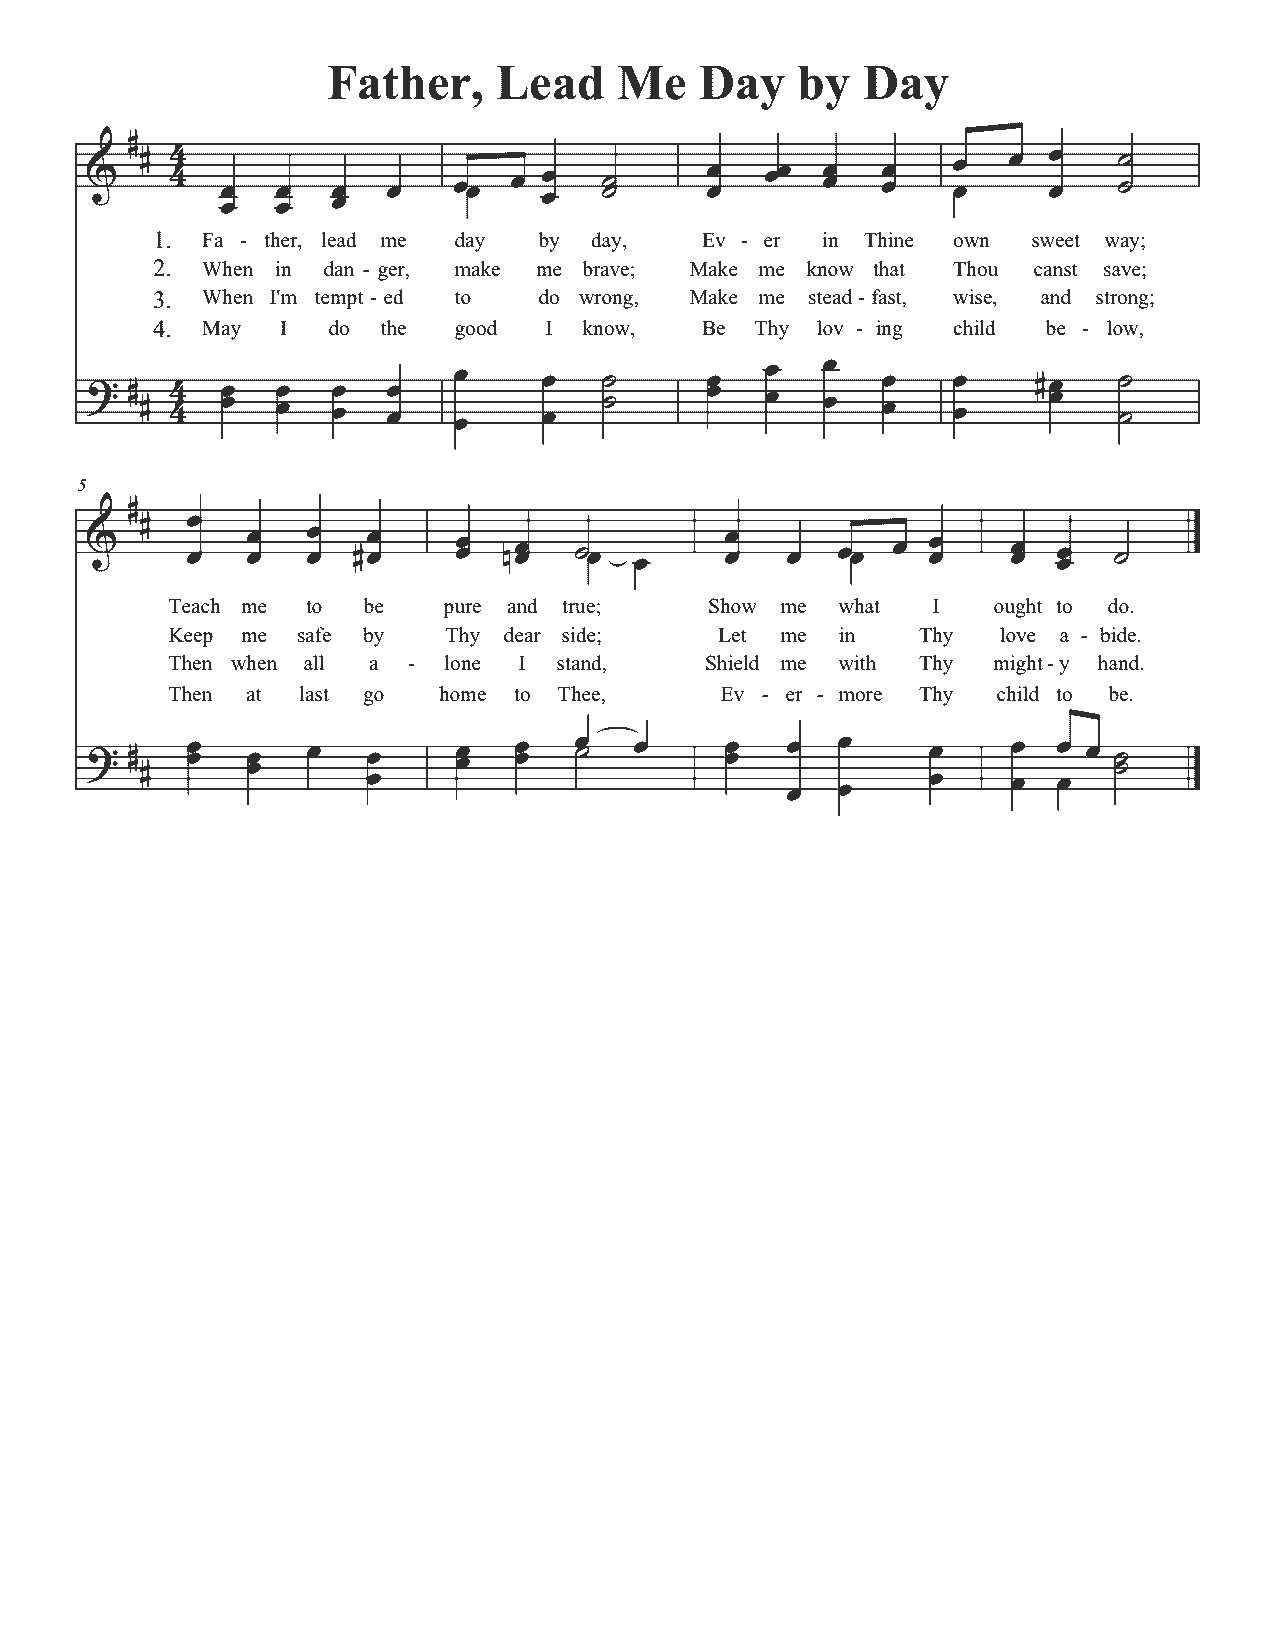 Father, Lead Me Day by Day
4
4
1. Fa - ther, lead me day by day, Ev - er in Thine own sweet way;
2. When in dan - ger, make me brave; Make me know that Thou canst save;
3. When I'm tempt - ed to do wrong, Make me stead - fast, wise, and strong;
4. May I do the good I know, Be Thy lov - ing child be - low,
4
4
5
Teach me to be pure and true; Show me what I ought to do.
Keep me safe by Thy dear side; Let me in Thy love a - bide.
Then when all a - lone I stand, Shield me with Thy might - y hand.
Then at last go home to Thee, Ev - er - more Thy child to be.